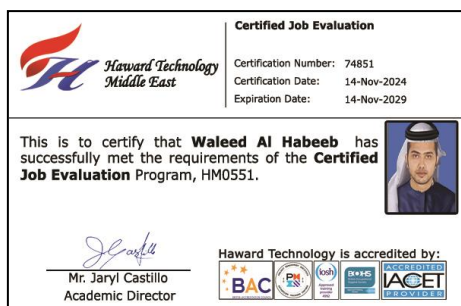 Haward Technology
Middle East
Certified Job Evaluation
Certification Number: 74851
Certification Date: 14-Nov-2024
Expiration Date: 14-Nov-2029
This is to certify that Waleed Al Habeeb has
successfully met the requirements of the Certified
Job Evaluation Program, HM0551.
Mr. Jaryl Castillo
Academic Director
Haward Technology is accredited by:
BAC
iosh
ACCREDITED
IACET
PROVIDER